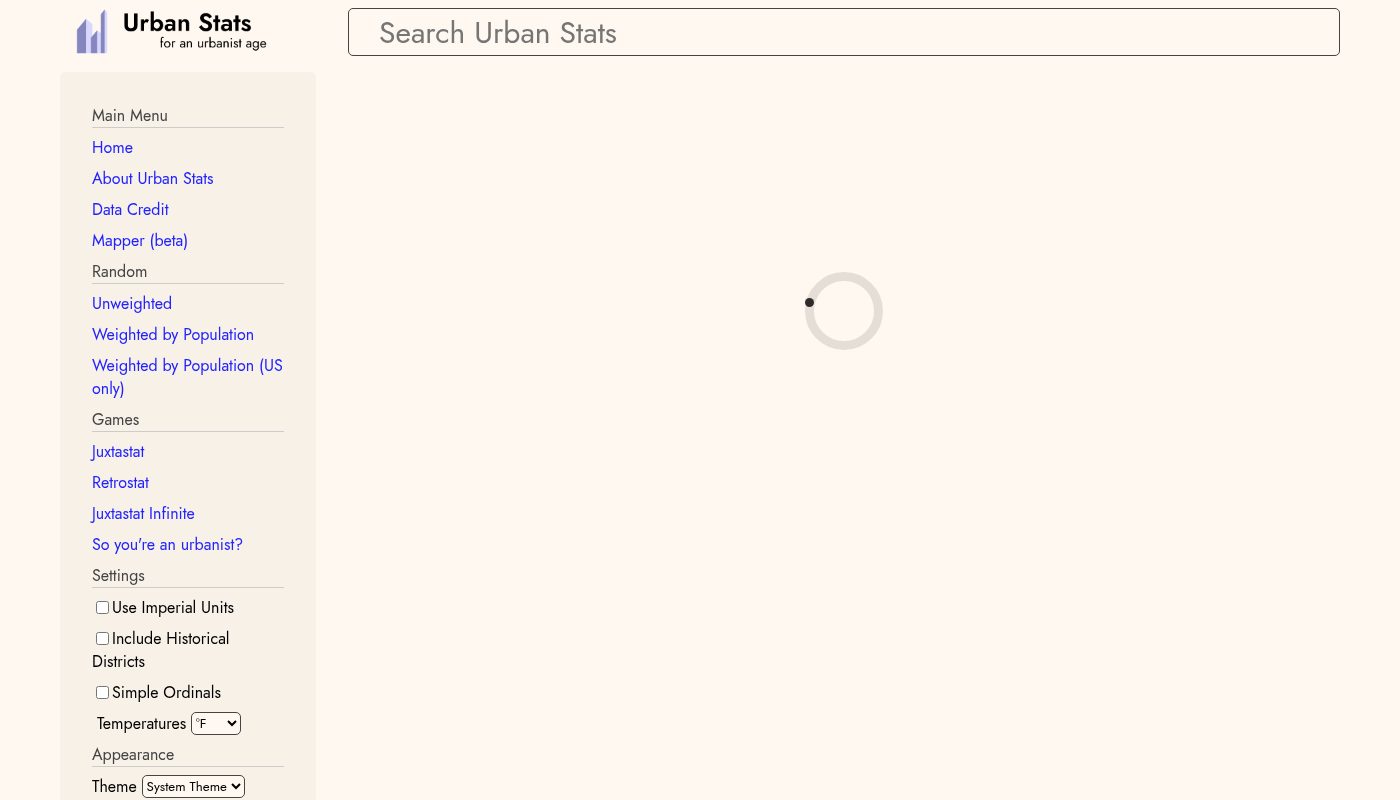 Urban Stats
for an urbanist age
Search Urban Stats
Main Menu
Home
About Urban Stats
Data Credit
Mapper (beta)
Random
Unweighted
Weighted by Population
Weighted by Population (US
only)
Games
Juxtastat
Retrostat
Juxtastat Infinite
So you're an urbanist?
Settings
Use Imperial Units
Include Historical
Districts
Simple Ordinals
Temperatures °F
Appearance
Theme System Theme